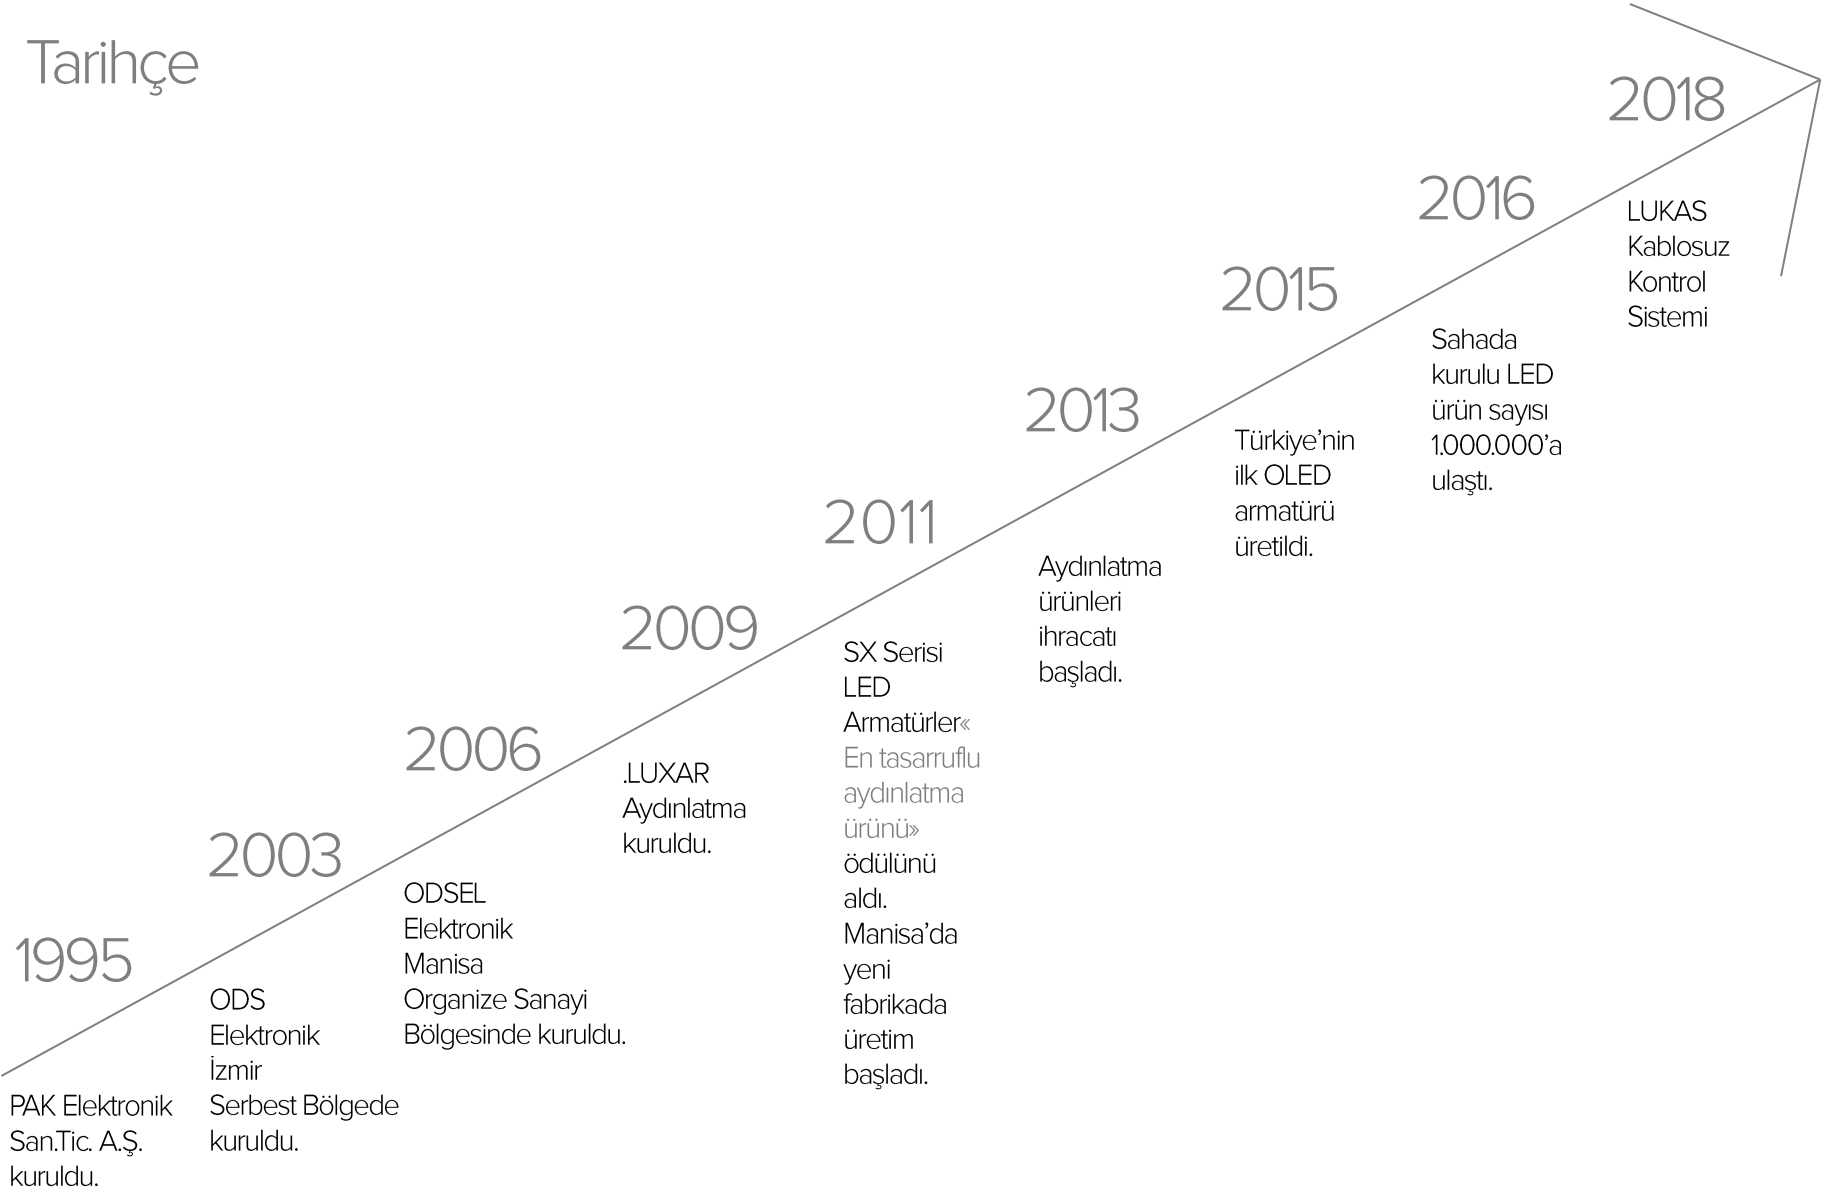 Tarihçe
1995
PAK Elektronik
San.Tic. A.Ş.
kuruldu.
2003
ODS
Elektronik
İzmir
Serbest Bölgede
kuruldu.
2006
ODSEL
Elektronik
Manisa
Organize Sanayi
Bölgesinde kuruldu.
2009
.LUXAR
Aydınlatma
kuruldu.
2011
SX Serisi
LED
Armatürler«
En tasarruflu
aydınlatma
ürünü»
ödülünü
aldı.
Manisa’da
yeni
fabrikada
üretim
başladı.
2013
Aydınlatma
ürünleri
ihracatı
başladı.
2015
Türkiye’nin
ilk OLED
armatürü
üretildi.
2016
Sahada
kurulu LED
ürün sayısı
1.000.000’a
ulaştı.
2018
LUKAS
Kablosuz
Kontrol
Sistemi